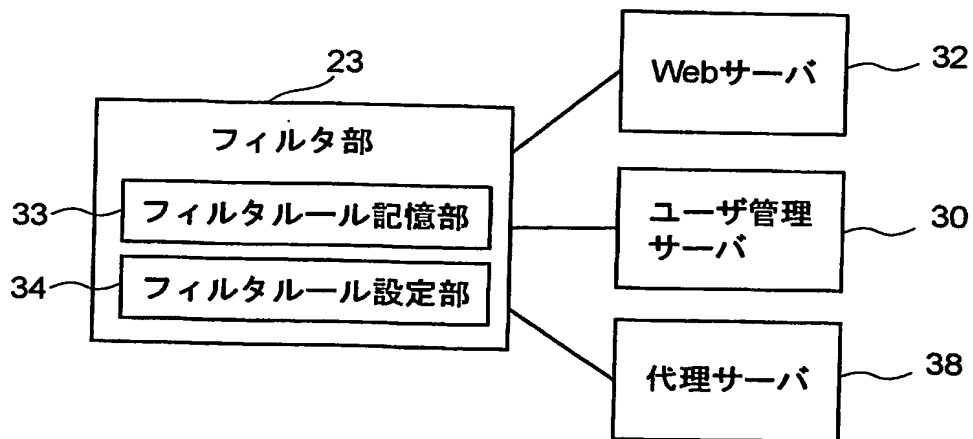 23
フィルタ部
33
フィルタルール記憶部
34
フィルタルール設定部
Webサーバ
32
ユーザ管理
サーバ
30
代理サーバ
38